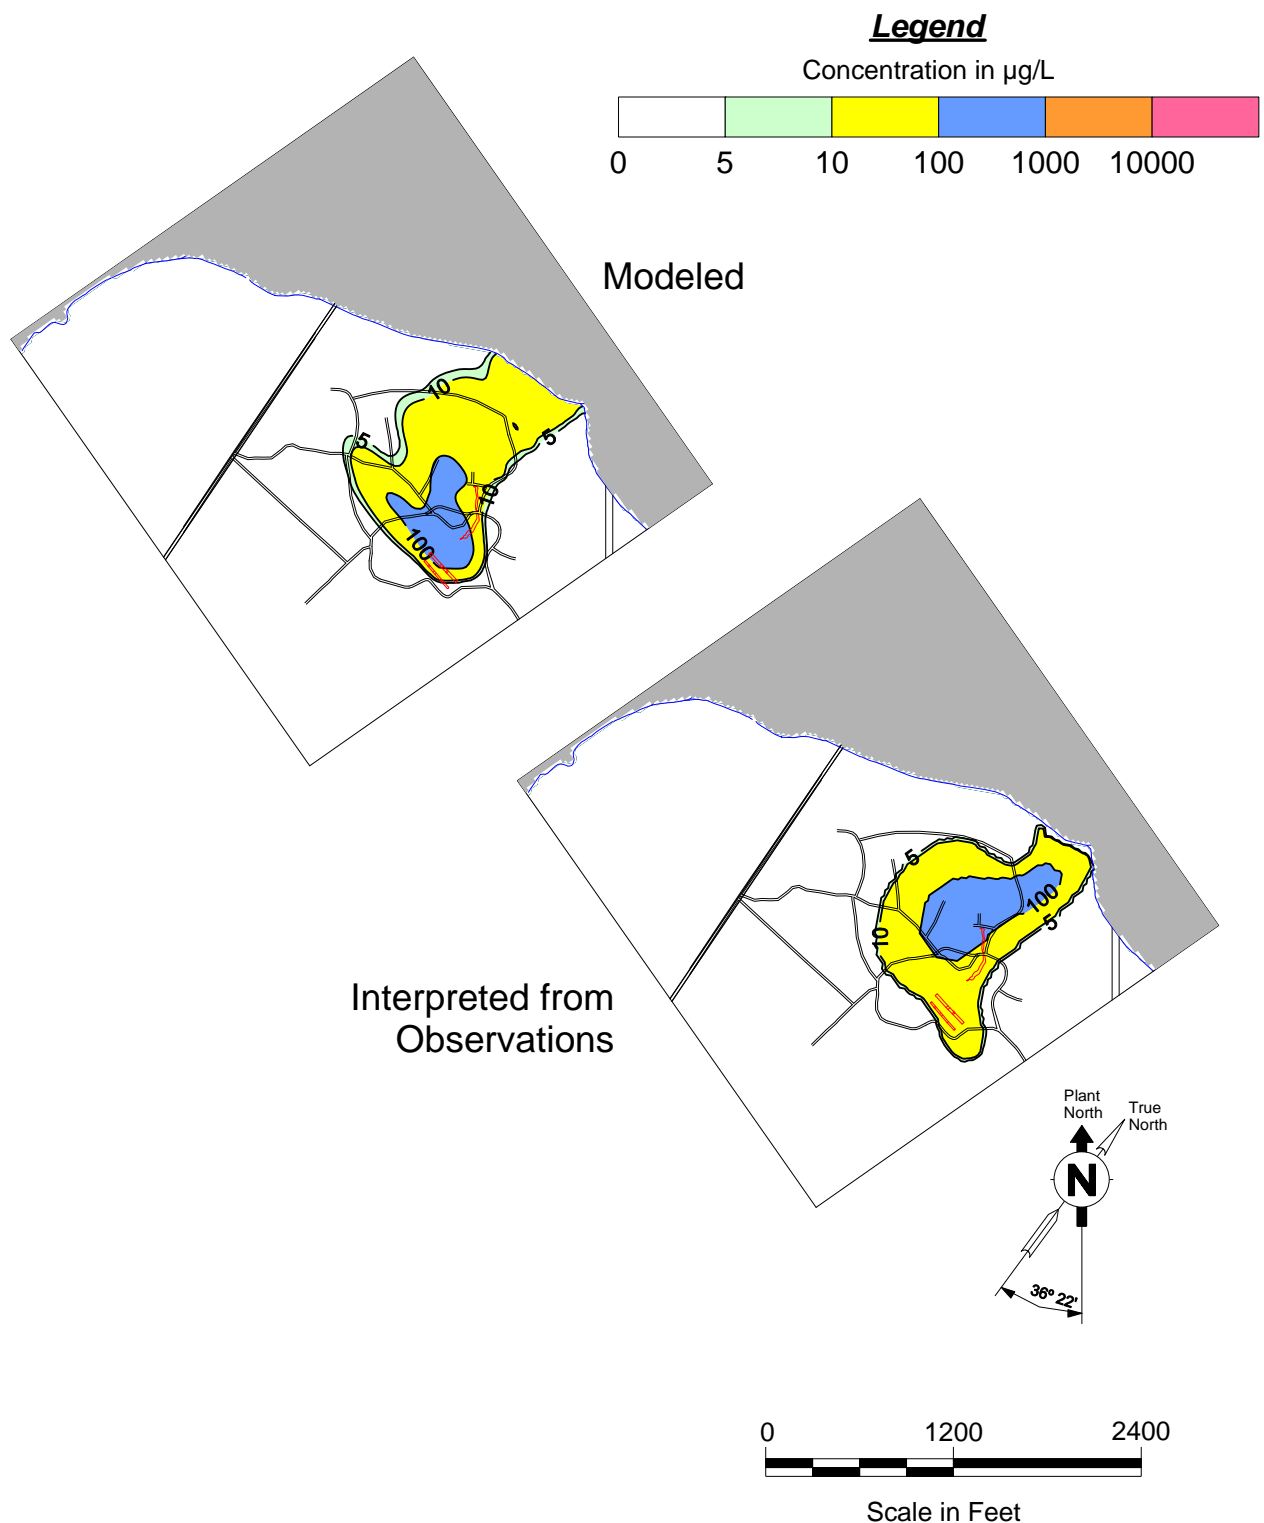 Legend
Concentration in µg/L
0 5 10 100 1000 10000
Modeled
10
5
5
10
100
Interpreted from
Observations
5
100
5
10
Plant
North
True
North
N
36º 22'
0 1200 2400
Scale in Feet